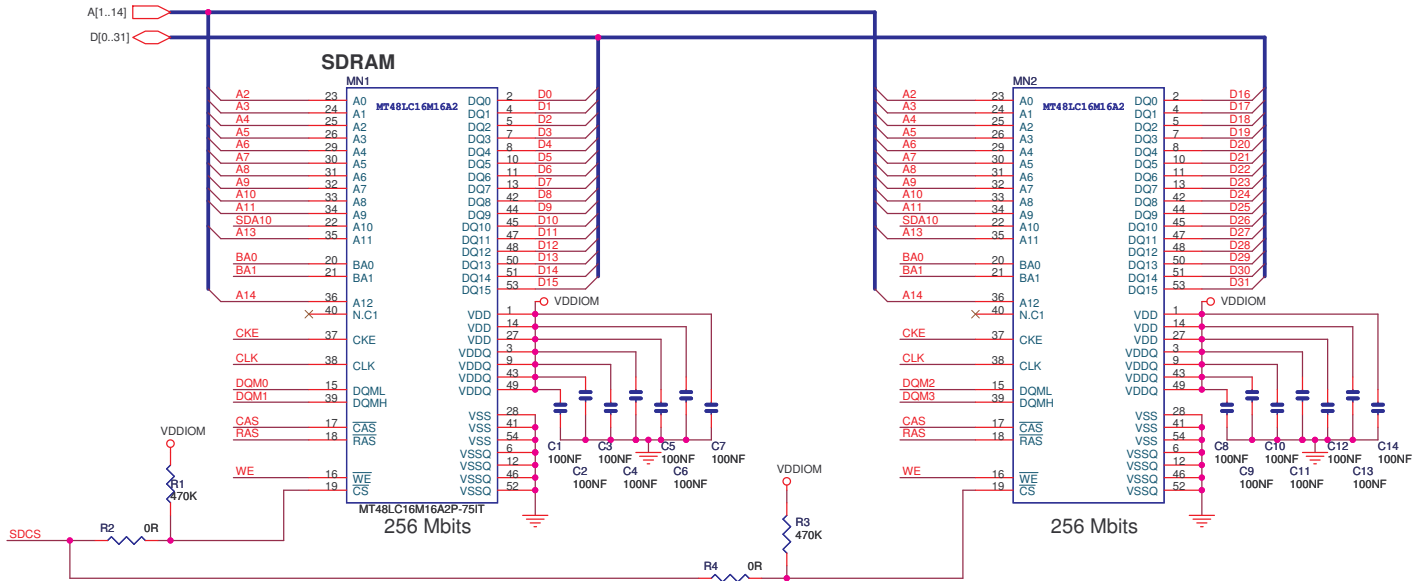 A[1..14]
D[0..31]
SDRAM
MN1
MT48LC16M16A2
A2 23 A0 DQ0 2 D0
A3 24 A1 DQ1 4 D1
A4 25 A2 DQ2 5 D2
A5 26 A3 DQ3 7 D3
A6 29 A4 DQ4 8 D4
A7 30 A5 DQ5 10 D5
A8 31 A6 DQ6 11 D6
A9 32 A7 DQ7 13 D7
A10 33 A8 DQ8 42 D8
A11 34 A9 DQ9 44 D9
SDA10 22 A10 DQ10 45 D10
A13 35 A11 DQ11 47 D11
DQ12 48 D12
BA0 20 BA0 DQ13 50 D13
BA1 21 BA1 DQ14 51 D14
DQ15 53 D15
A14 36 A12
VDDIOM
40 N.C1 VDD 1
VDD 14
CKE 37 CKE VDD 27
VDDQ 3
CLK 38 CLK VDDQ 9
VDDQ 43
DQM0 15 DQML VDDQ 49
DQM1 39 DQMH
VSS 28
CAS 17 CAS VSS 41
RAS 18 RAS VSS 54
VSSQ 6
VSSQ 12
WE 16 WE VSSQ 46
19 CS VSSQ 52
C1 C3 C5 C7
100NF 100NF 100NF 100NF
C2 C4 C6
100NF 100NF 100NF
MT48LC16M16A2P-75IT
256 Mbits
VDDIOM
R1
470K
SDCS
R2 0R
MN2
MT48LC16M16A2
A2 23 A0 DQ0 2 D16
A3 24 A1 DQ1 4 D17
A4 25 A2 DQ2 5 D18
A5 26 A3 DQ3 7 D19
A6 29 A4 DQ4 8 D20
A7 30 A5 DQ5 10 D21
A8 31 A6 DQ6 11 D22
A9 32 A7 DQ7 13 D23
A10 33 A8 DQ8 42 D24
A11 34 A9 DQ9 44 D25
SDA10 22 A10 DQ10 45 D26
A13 35 A11 DQ11 47 D27
DQ12 48 D28
BA0 20 BA0 DQ13 50 D29
BA1 21 BA1 DQ14 51 D30
DQ15 53 D31
A14 36 A12
VDDIOM
40 N.C1 VDD 1
VDD 14
CKE 37 CKE VDD 27
VDDQ 3
CLK 38 CLK VDDQ 9
VDDQ 43
DQM2 15 DQML VDDQ 49
DQM3 39 DQMH
VSS 28
CAS 17 CAS VSS 41
RAS 18 RAS VSS 54
VSSQ 6
VSSQ 12
WE 16 WE VSSQ 46
19 CS VSSQ 52
C8 C10 C12 C14
100NF 100NF 100NF 100NF
C9 C11 C13
100NF 100NF 100NF
256 Mbits
VDDIOM
R3
470K
R4 0R